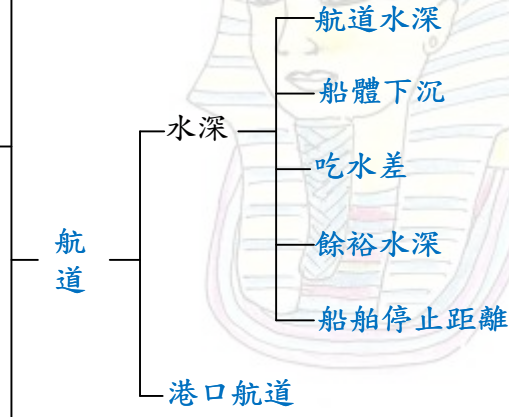 航道水深
船體下沉
水深
吃水差
航道
餘裕水深
船舶停止距離
港口航道